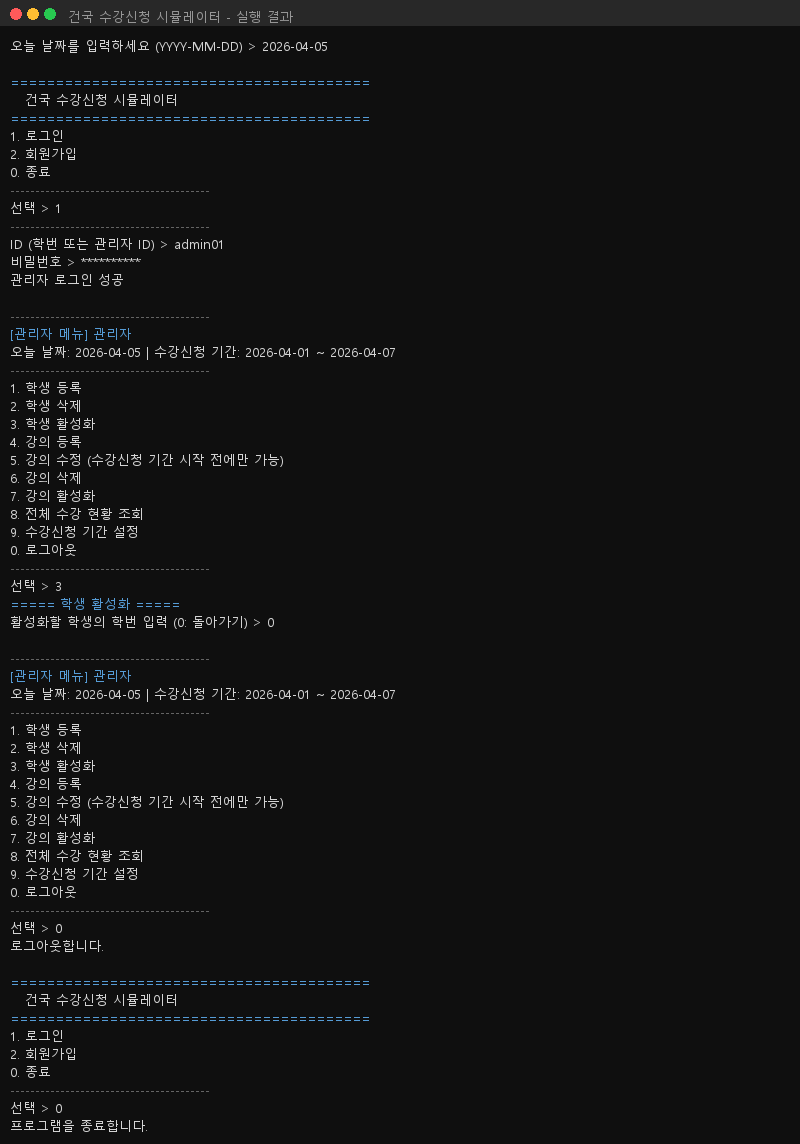 건국 수강신청 시뮬레이터 - 실행 결과
오늘 날짜를 입력하세요 (YYYY-MM-DD) > 2026-04-05
========================================
건국 수강신청 시뮬레이터
========================================
1. 로그인
2. 회원가입
0. 종료
----------------------------------------
선택 > 1
----------------------------------------
ID (학번 또는 관리자 ID) > admin01
비밀번호 > **********
관리자 로그인 성공
----------------------------------------
[관리자 메뉴] 관리자
오늘 날짜: 2026-04-05 | 수강신청 기간: 2026-04-01 ~ 2026-04-07
----------------------------------------
1. 학생 등록
2. 학생 삭제
3. 학생 활성화
4. 강의 등록
5. 강의 수정 (수강신청 기간 시작 전에만 가능)
6. 강의 삭제
7. 강의 활성화
8. 전체 수강 현황 조회
9. 수강신청 기간 설정
0. 로그아웃
----------------------------------------
선택 > 3
===== 학생 활성화 =====
활성화할 학생의 학번 입력 (0: 돌아가기) > 0
----------------------------------------
[관리자 메뉴] 관리자
오늘 날짜: 2026-04-05 | 수강신청 기간: 2026-04-01 ~ 2026-04-07
----------------------------------------
1. 학생 등록
2. 학생 삭제
3. 학생 활성화
4. 강의 등록
5. 강의 수정 (수강신청 기간 시작 전에만 가능)
6. 강의 삭제
7. 강의 활성화
8. 전체 수강 현황 조회
9. 수강신청 기간 설정
0. 로그아웃
----------------------------------------
선택 > 0
로그아웃합니다.
========================================
건국 수강신청 시뮬레이터
========================================
1. 로그인
2. 회원가입
0. 종료
----------------------------------------
선택 > 0
프로그램을 종료합니다.